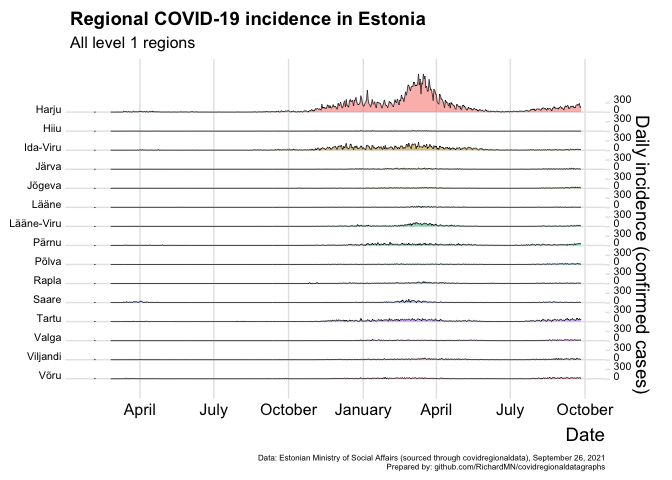 Regional COVID-19 incidence in Estonia
All level 1 regions
Harju
300
0
Hiiu
300
0
Ida-Viru
300
0
Järva
300
0
Jõgeva
300
0
Lääne
300
0
Lääne-Viru
300
0
Pärnu
300
0
Põlva
300
0
Rapla
300
0
Saare
300
0
Tartu
300
0
Valga
300
0
Viljandi
300
0
Võru
300
0
Daily incidence (confirmed cases)
April July October January April July October
Date
Data: Estonian Ministry of Social Affairs (sourced through covidregionaldata), September 26, 2021
Prepared by: github.com/RichardMN/covidregionaldatagraphs